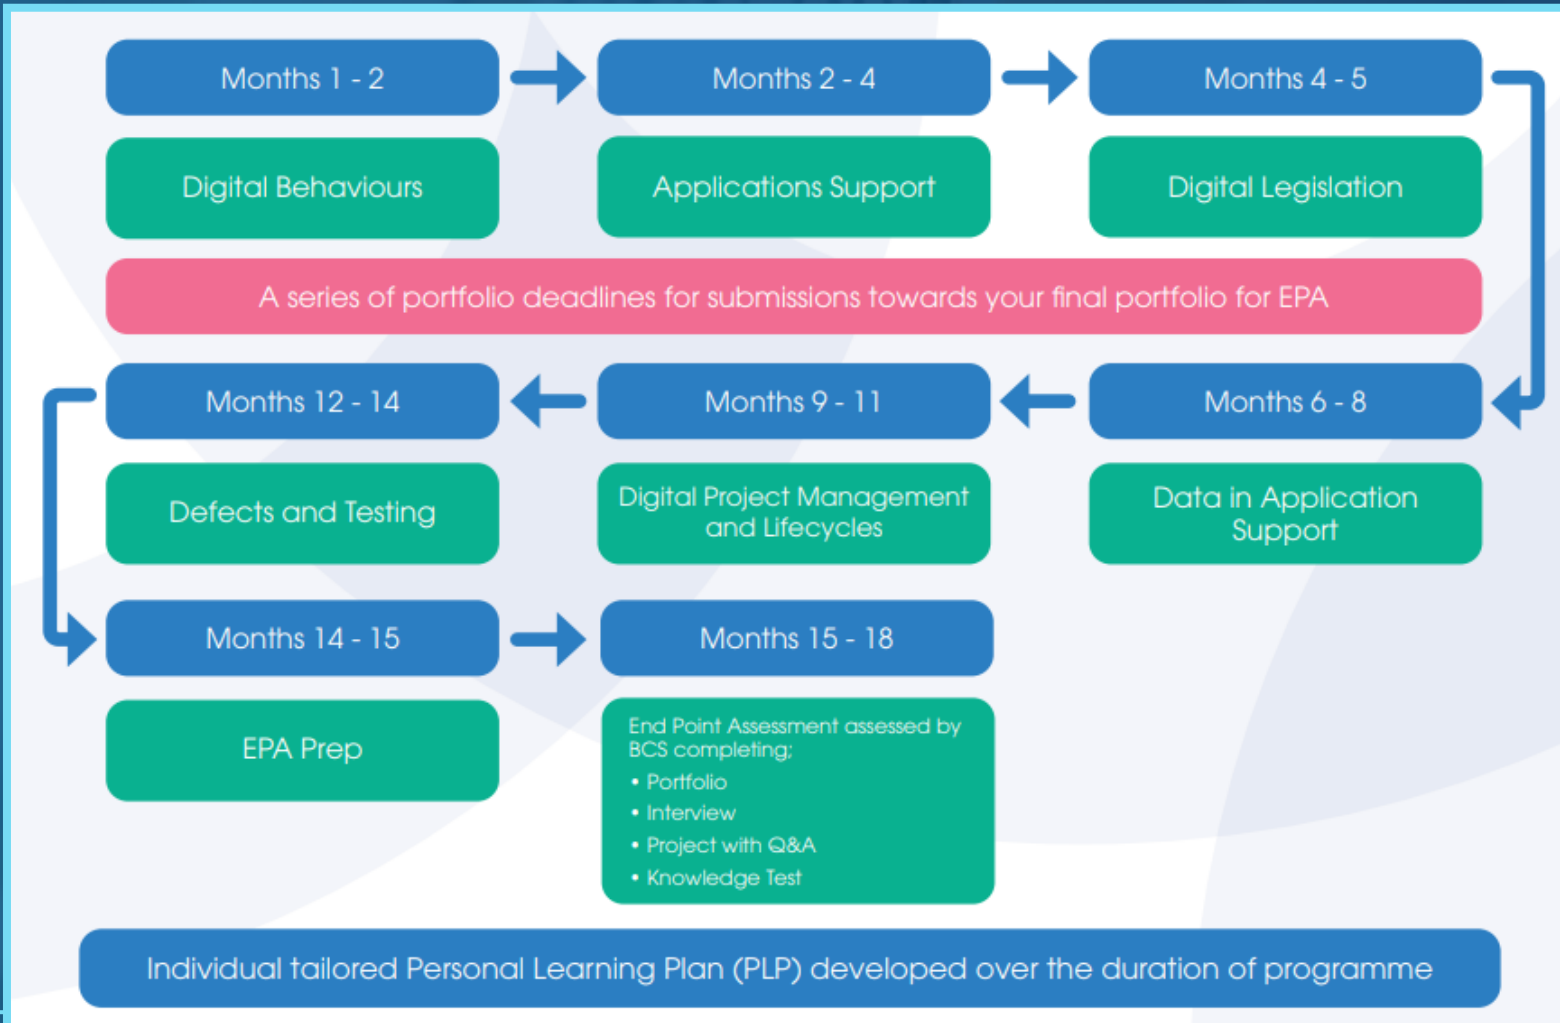 Months 1 - 2
Months 2 - 4
Months 4 - 5
Digital Behaviours
Applications Support
Digital Legislation
A series of portfolio deadlines for submissions towards your final portfolio for EPA
Months 12 - 14
Months 9 - 11
Months 6 - 8
Defects and Testing
Digital Project Management
and Lifecycles
Data in Application
Support
Months 14 - 15
Months 15 - 18
EPA Prep
End Point Assessment assessed by
BCS completing;
• Portfolio
• Interview
• Project with Q&A
• Knowledge Test
Individual tailored Personal Learning Plan (PLP) developed over the duration of programme